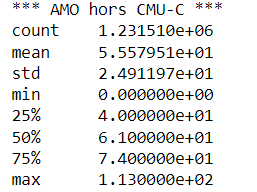 *** AMO hors CMU-C ***
count 1.231510e+06
mean 5.557951e+01
std 2.491197e+01
min 0.000000e+00
25% 4.000000e+01
50% 6.100000e+01
75% 7.400000e+01
max 1.130000e+02